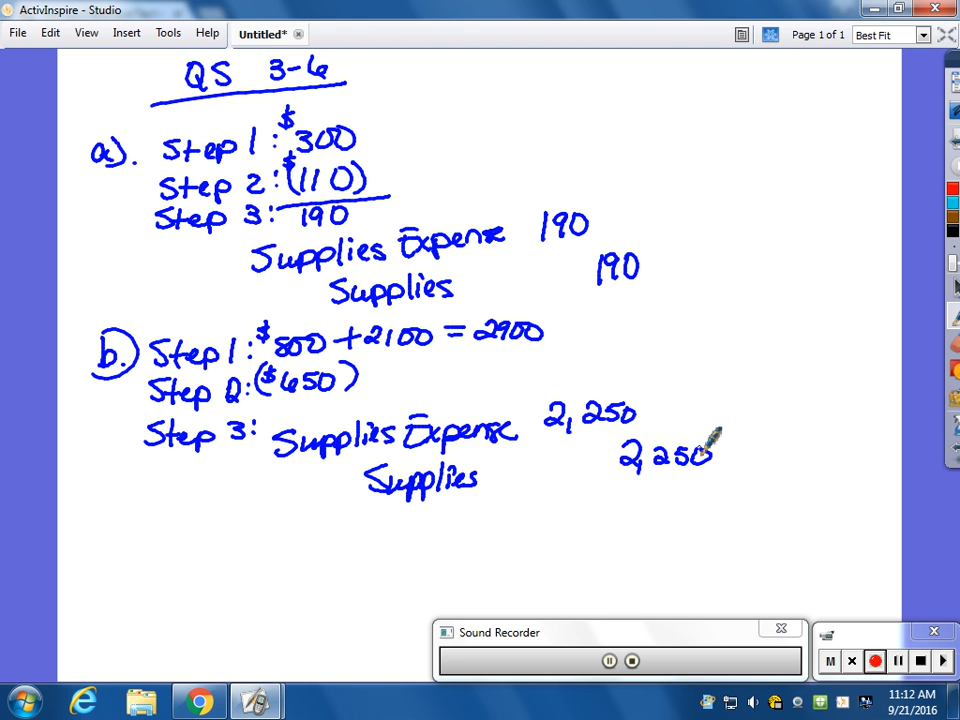 ActivInspire - Studio
File Edit View Insert Tools Help Untitled* Page 1 of 1 Best Fit
QS 3-6
a). Step 1: $300
Step 2: $(110)
Step 3: 190
Supplies Expense 190
Supplies 190
b. Step 1: $800 + 2100 = 2900
Step 2: ($650)
Step 3: Supplies Expense 2,250
Supplies 2,250
Sound Recorder
M
11:12 AM
9/21/2016